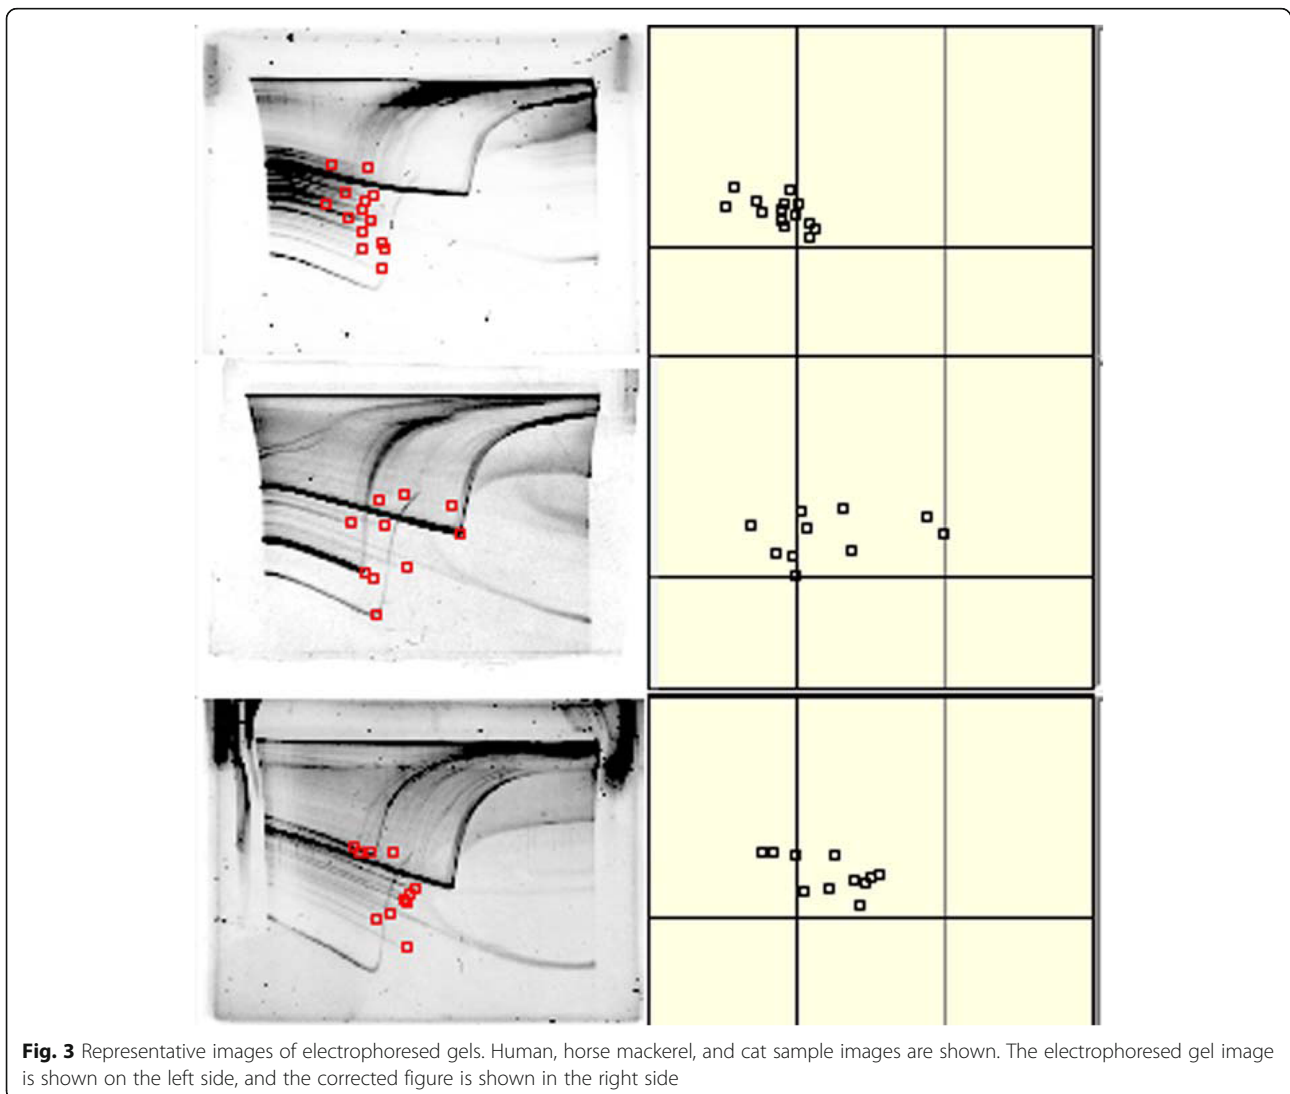 Fig. 3 Representative images of electrophoresed gels. Human, horse mackerel, and cat sample images are shown. The electrophoresed gel image
is shown on the left side, and the corrected figure is shown in the right side